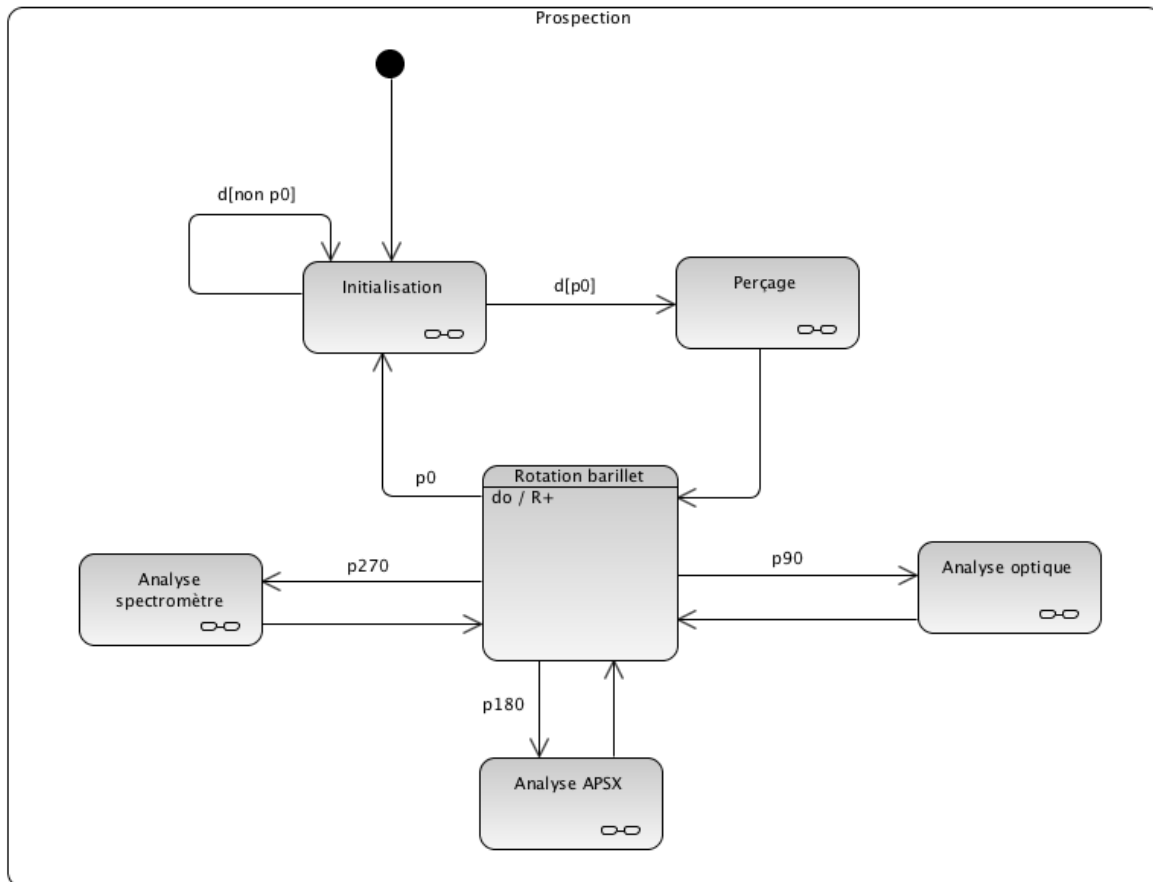 Prospection
d[non p0]
Initialisation
d[p0]
Perçage
p0
Rotation barillet
do / R+
p270
p90
Analyse
spectromètre
Analyse optique
p180
Analyse APSX